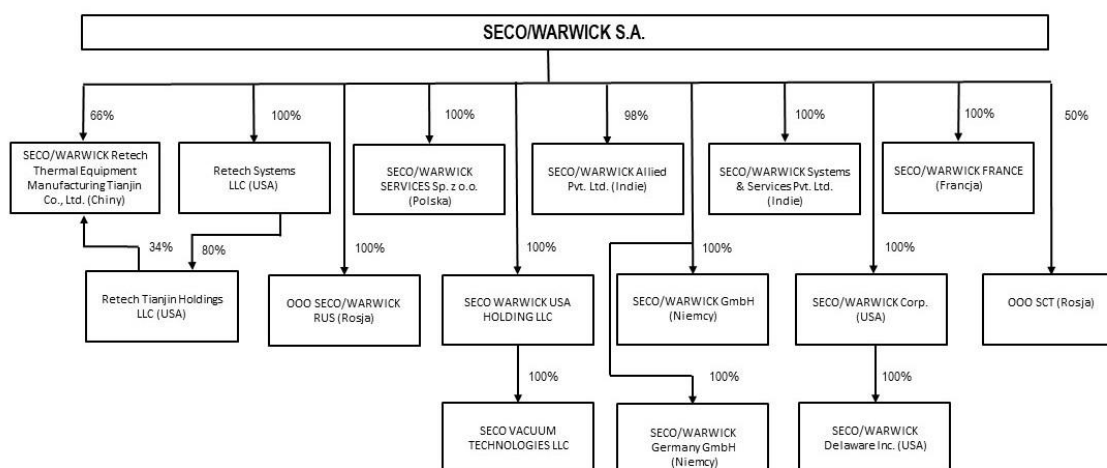 SECO/WARWICK S.A.
66%
100%
100%
98%
100%
100%
50%
SECO/WARWICK Retech
Thermal Equipment
Manufacturing Tianjin
Co., Ltd. (Chiny)
Retech Systems
LLC (USA)
SECO/WARWICK
SERVICES Sp. z o.o.
(Polska)
SECO/WARWICK Allied
Pvt. Ltd. (Indie)
SECO/WARWICK Systems
& Services Pvt. Ltd.
(Indie)
SECO/WARWICK FRANCE
(Francja)
34%
80%
100%
100%
100%
100%
Retech Tianjin Holdings
LLC (USA)
OOO SECO/WARWICK
RUS (Rosja)
SECO WARWICK USA
HOLDING LLC
SECO/WARWICK GmbH
(Niemcy)
SECO/WARWICK Corp.
(USA)
OOO SCT (Rosja)
100%
100%
100%
SECO VACUUM
TECHNOLOGIES LLC
SECO/WARWICK
Germany GmbH
(Niemcy)
SECO/WARWICK
Delaware Inc. (USA)